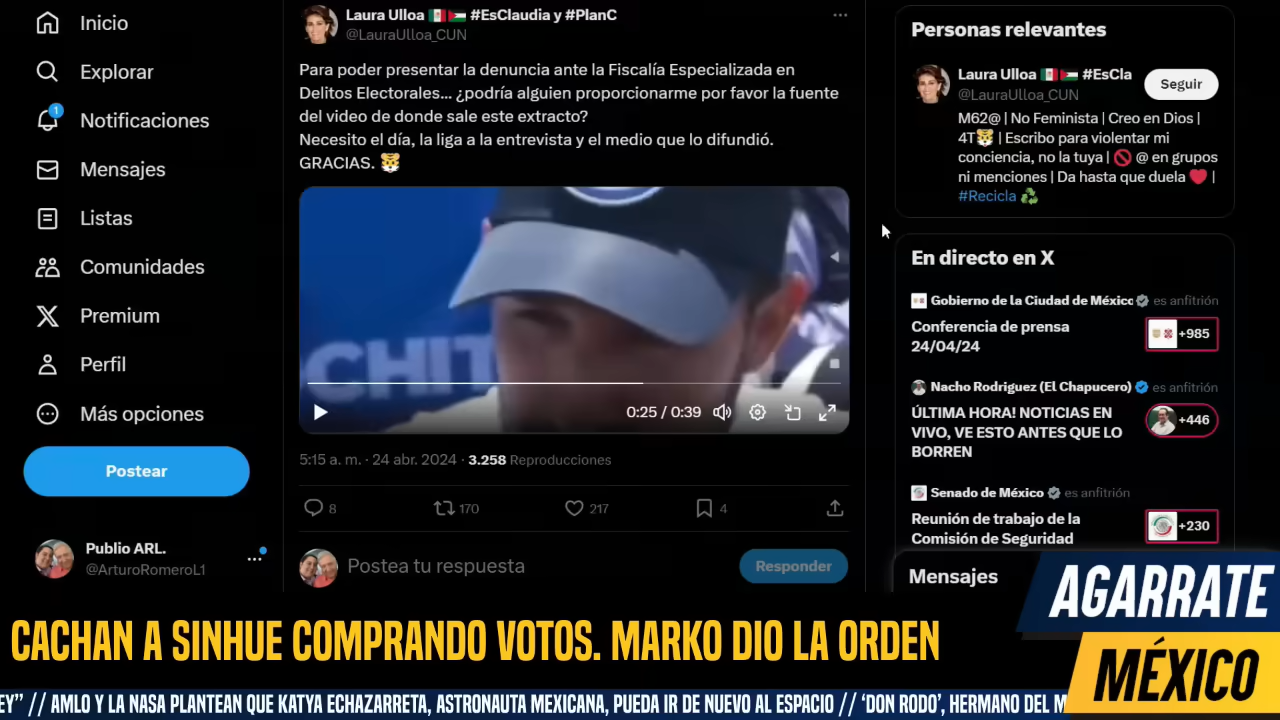 Inicio
Explorar
1
Notificaciones
Mensajes
Listas
Comunidades
Premium
Perfil
Más opciones
Postear
Publio ARL.
@ArturoRomeroL1
Laura Ulloa 🇲🇽🇵🇸 #EsClaudia y #PlanC
@LauraUlloa_CUN
Para poder presentar la denuncia ante la Fiscalía Especializada en
Delitos Electorales... ¿podría alguien proporcionarme por favor la fuente
del video de donde sale este extracto?
Necesito el día, la liga a la entrevista y el medio que lo difundió.
GRACIAS. 🐯
OCHIT
0:25 / 0:39
5:15 a. m. · 24 abr. 2024 · 3.258 Reproducciones
8
170
217
4
Postea tu respuesta
Responder
Personas relevantes
Laura Ulloa 🇲🇽🇵🇸 #EsCla
@LauraUlloa_CUN
Seguir
M62@ | No Feminista | Creo en Dios |
4T🐯 | Escribo para violentar mi
conciencia, no la tuya | 🚫 @ en grupos
ni menciones | Da hasta que duela ❤️ |
#Recicla ♻️
En directo en X
Gobierno de la Ciudad de México es anfitrión
Conferencia de prensa
24/04/24
+985
Nacho Rodriguez (El Chapucero) es anfitrión
ÚLTIMA HORA! NOTICIAS EN
VIVO, VE ESTO ANTES QUE LO
BORREN
+446
Senado de México es anfitrión
Reunión de trabajo de la
Comisión de Seguridad
+230
Mensajes
AGARRATE
MÉXICO
CACHAN A SINHUE COMPRANDO VOTOS. MARKO DIO LA ORDEN
EY” // AMLO Y LA NASA PLANTEAN QUE KATYA ECHAZARRETA, ASTRONAUTA MEXICANA, PUEDA IR DE NUEVO AL ESPACIO // ‘DON RODO’, HERMANO DEL M